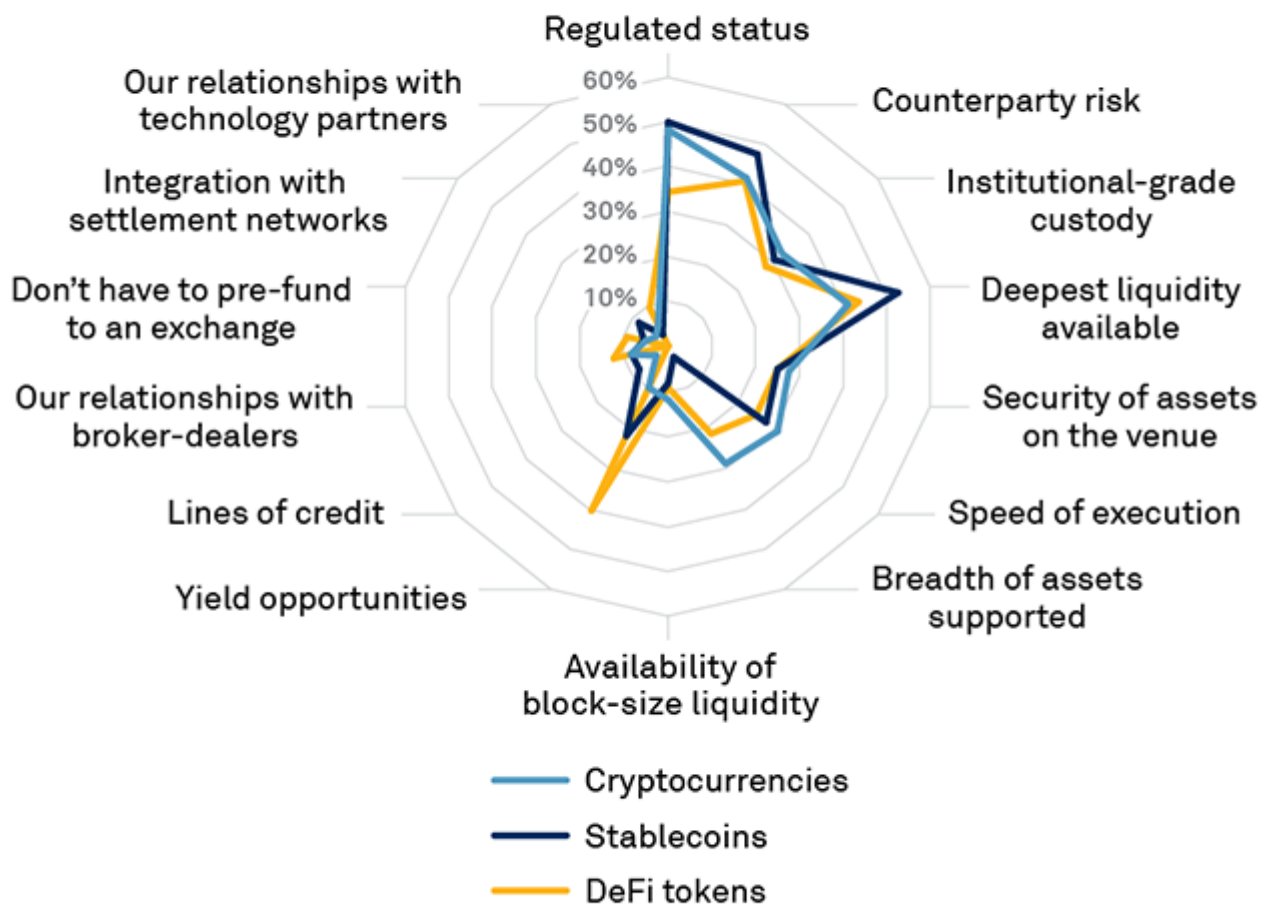 Regulated status
Our relationships with
technology partners
60%
Counterparty risk
50%
40%
Integration with
settlement networks
Institutional-grade
custody
30%
20%
Don't have to pre-fund
to an exchange
10%
Deepest liquidity
available
Our relationships with
broker-dealers
Security of assets
on the venue
Lines of credit
Speed of execution
Yield opportunities
Breadth of assets
supported
Availability of
block-size liquidity
Cryptocurrencies
Stablecoins
DeFi tokens